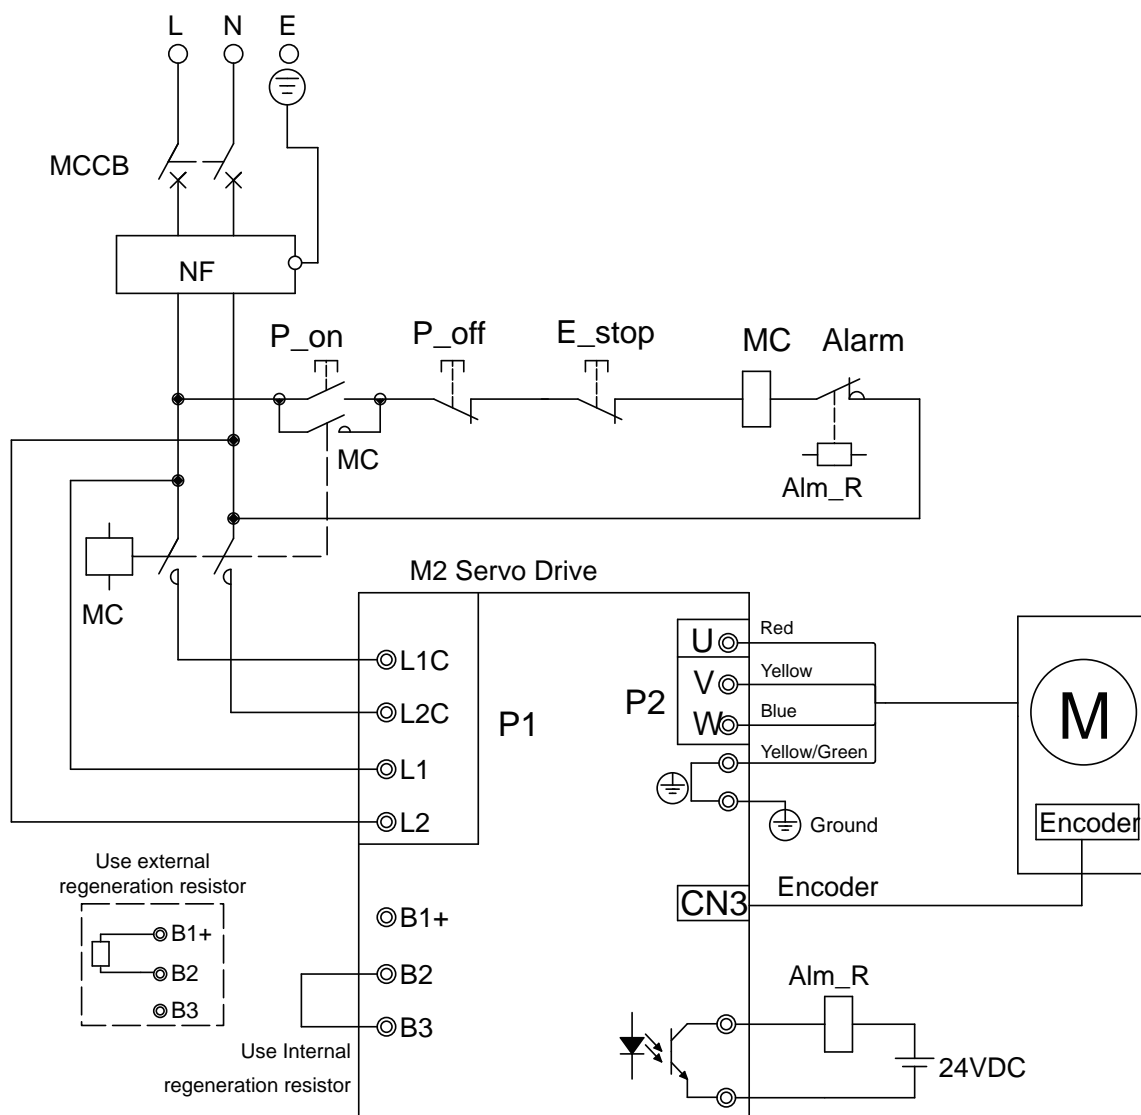 L N E
MCCB
NF
P_on P_off E_stop MC Alarm
MC
Alm_R
MC
M2 Servo Drive
L1C
L2C
L1
L2
P1
P2
U Red
V Yellow
W Blue
Yellow/Green
Ground
M
Encoder
CN3 Encoder
Use external
regeneration resistor
B1+
B2
B3
B1+
B2
B3
Use Internal
regeneration resistor
Alm_R
24VDC